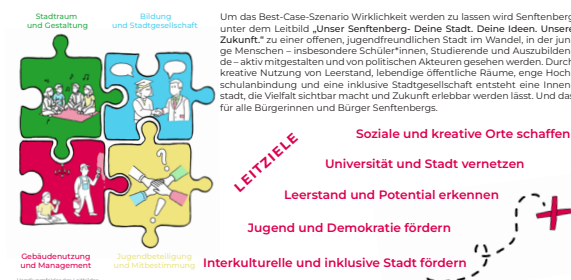 Stadtraum
und Gestaltung
Bildung
und Stadtgesellschaft
Gebäudenutzung
und Management
Jugendbeteiligung
und Mitbestimmung
Um das Best-Case-Szenario Wirklichkeit werden zu lassen wird Senftenberg
unter dem Leitbild „Unser Senftenberg- Deine Stadt. Deine Ideen. Unsere
Zukunft.“ zu einer offenen, jugendfreundlichen Stadt im Wandel, in der jun-
ge Menschen – insbesondere Schüler*innen, Studierende und Auszubilden-
de – aktiv mitgestalten und von politischen Akteuren gesehen werden. Durch
kreative Nutzung von Leerstand, lebendige öffentliche Räume, enge Hoch-
schulanbindung und eine inklusive Stadtgesellschaft entsteht eine Innen-
stadt, die Vielfalt sichtbar macht und Zukunft erlebbar werden lässt. Und das
für alle Bürgerinnen und Bürger Senftenbergs.
LEITZIELE
Soziale und kreative Orte schaffen
Universität und Stadt vernetzen
Leerstand und Potential erkennen
Jugend und Demokratie fördern
Interkulturelle und inklusive Stadt fördern